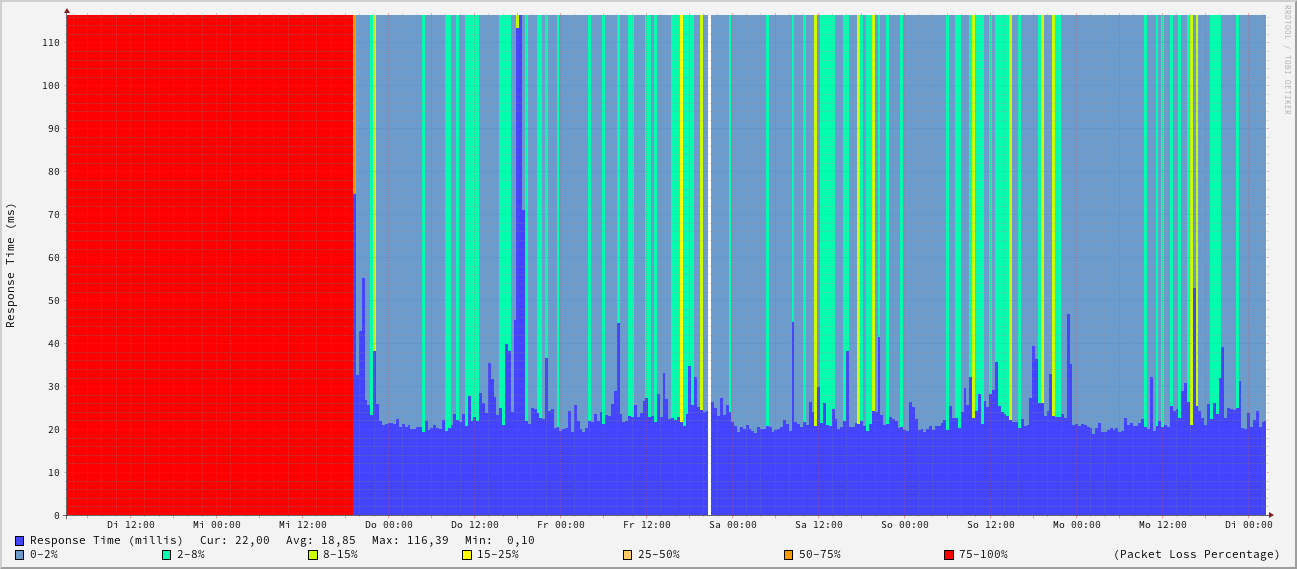 RRDTOOL / TOBI OETIKER
Response Time (ms)
110
100
90
80
70
60
50
40
30
20
10
0
Di 12:00 Mi 00:00 Mi 12:00 Do 00:00 Do 12:00 Fr 00:00 Fr 12:00 Sa 00:00 Sa 12:00 So 00:00 So 12:00 Mo 00:00 Mo 12:00 Di 00:00
Response Time (millis) Cur: 22,00 Avg: 18,85 Max: 116,39 Min: 0,10
0-2% 2-8% 8-15% 15-25% 25-50% 50-75% 75-100% (Packet Loss Percentage)